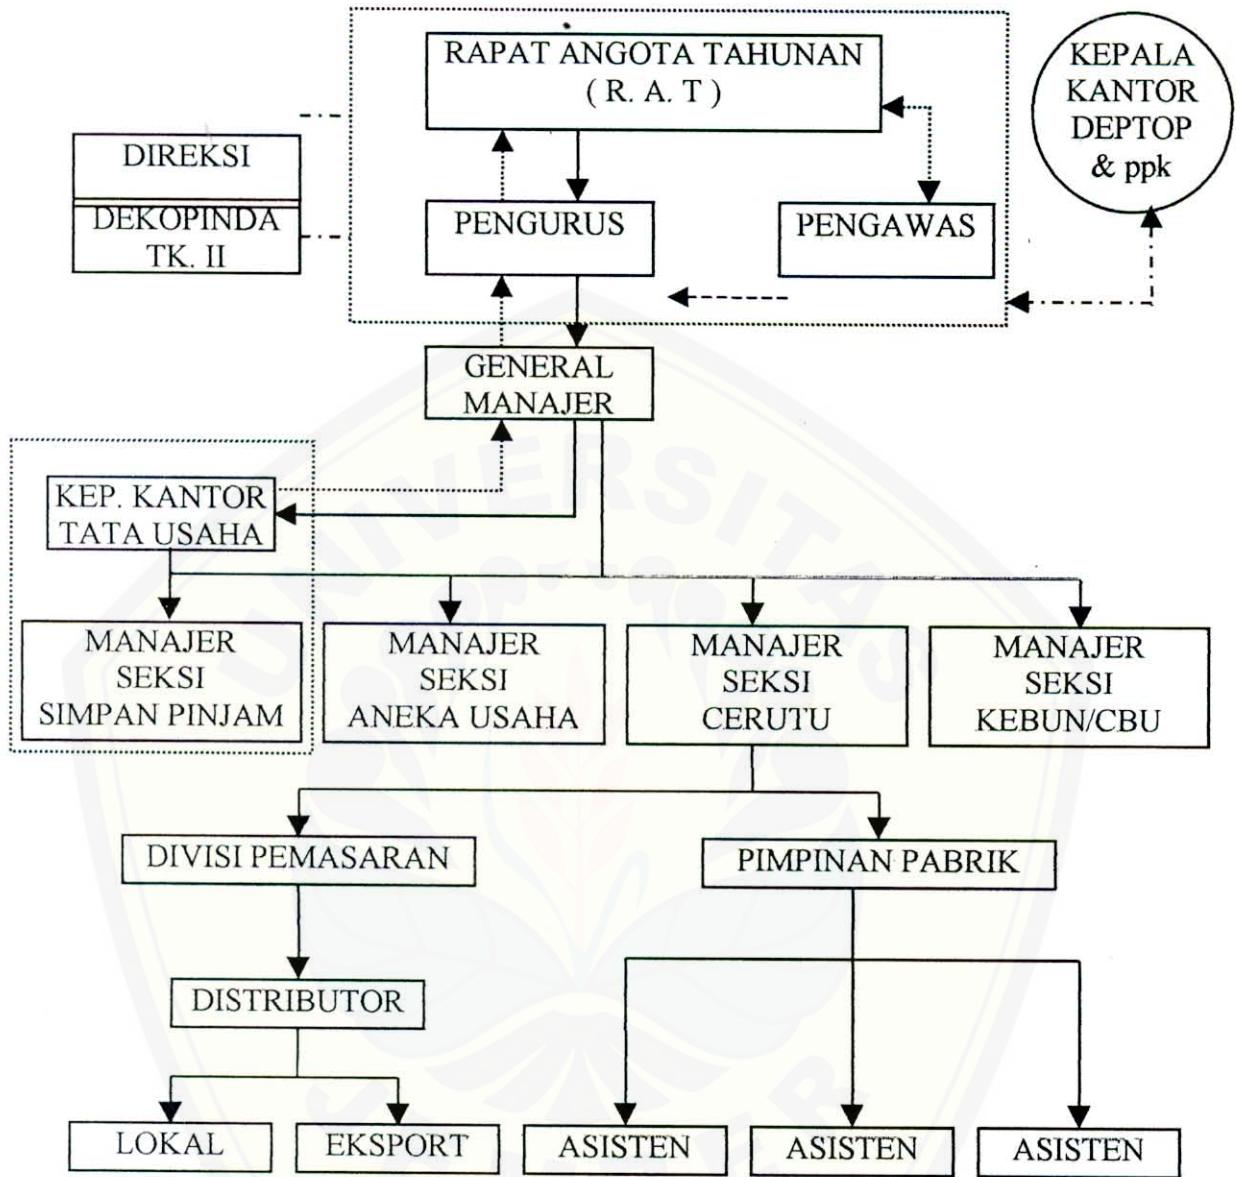 RAPAT ANGOTA TAHUNAN
( R. A. T )
KEPALA
KANTOR
DEPTOP
& ppk
DIREKSI
DEKOPINDA
TK. II
PENGURUS
PENGAWAS
GENERAL
MANAJER
KEP. KANTOR
TATA USAHA
MANAJER
SEKSI
SIMPAN PINJAM
MANAJER
SEKSI
ANEKA USAHA
MANAJER
SEKSI
CERUTU
MANAJER
SEKSI
KEBUN/CBU
DIVISI PEMASARAN
PIMPINAN PABRIK
DISTRIBUTOR
LOKAL
EKSPORT
ASISTEN
ASISTEN
ASISTEN
UNIVERSITAS
JEMBER